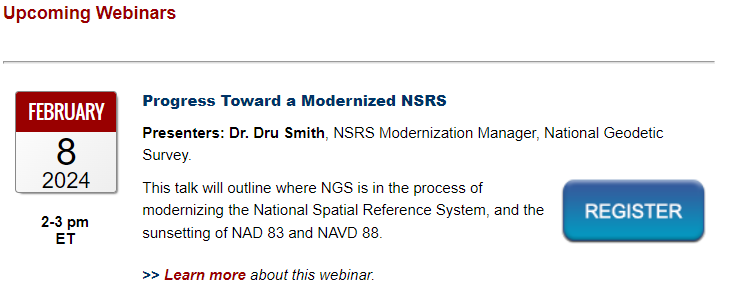 Upcoming Webinars
FEBRUARY
8
2024
2-3 pm
ET
Progress Toward a Modernized NSRS
Presenters: Dr. Dru Smith, NSRS Modernization Manager, National Geodetic
Survey.
This talk will outline where NGS is in the process of
modernizing the National Spatial Reference System, and the
sunsetting of NAD 83 and NAVD 88.
REGISTER
>> Learn more about this webinar.